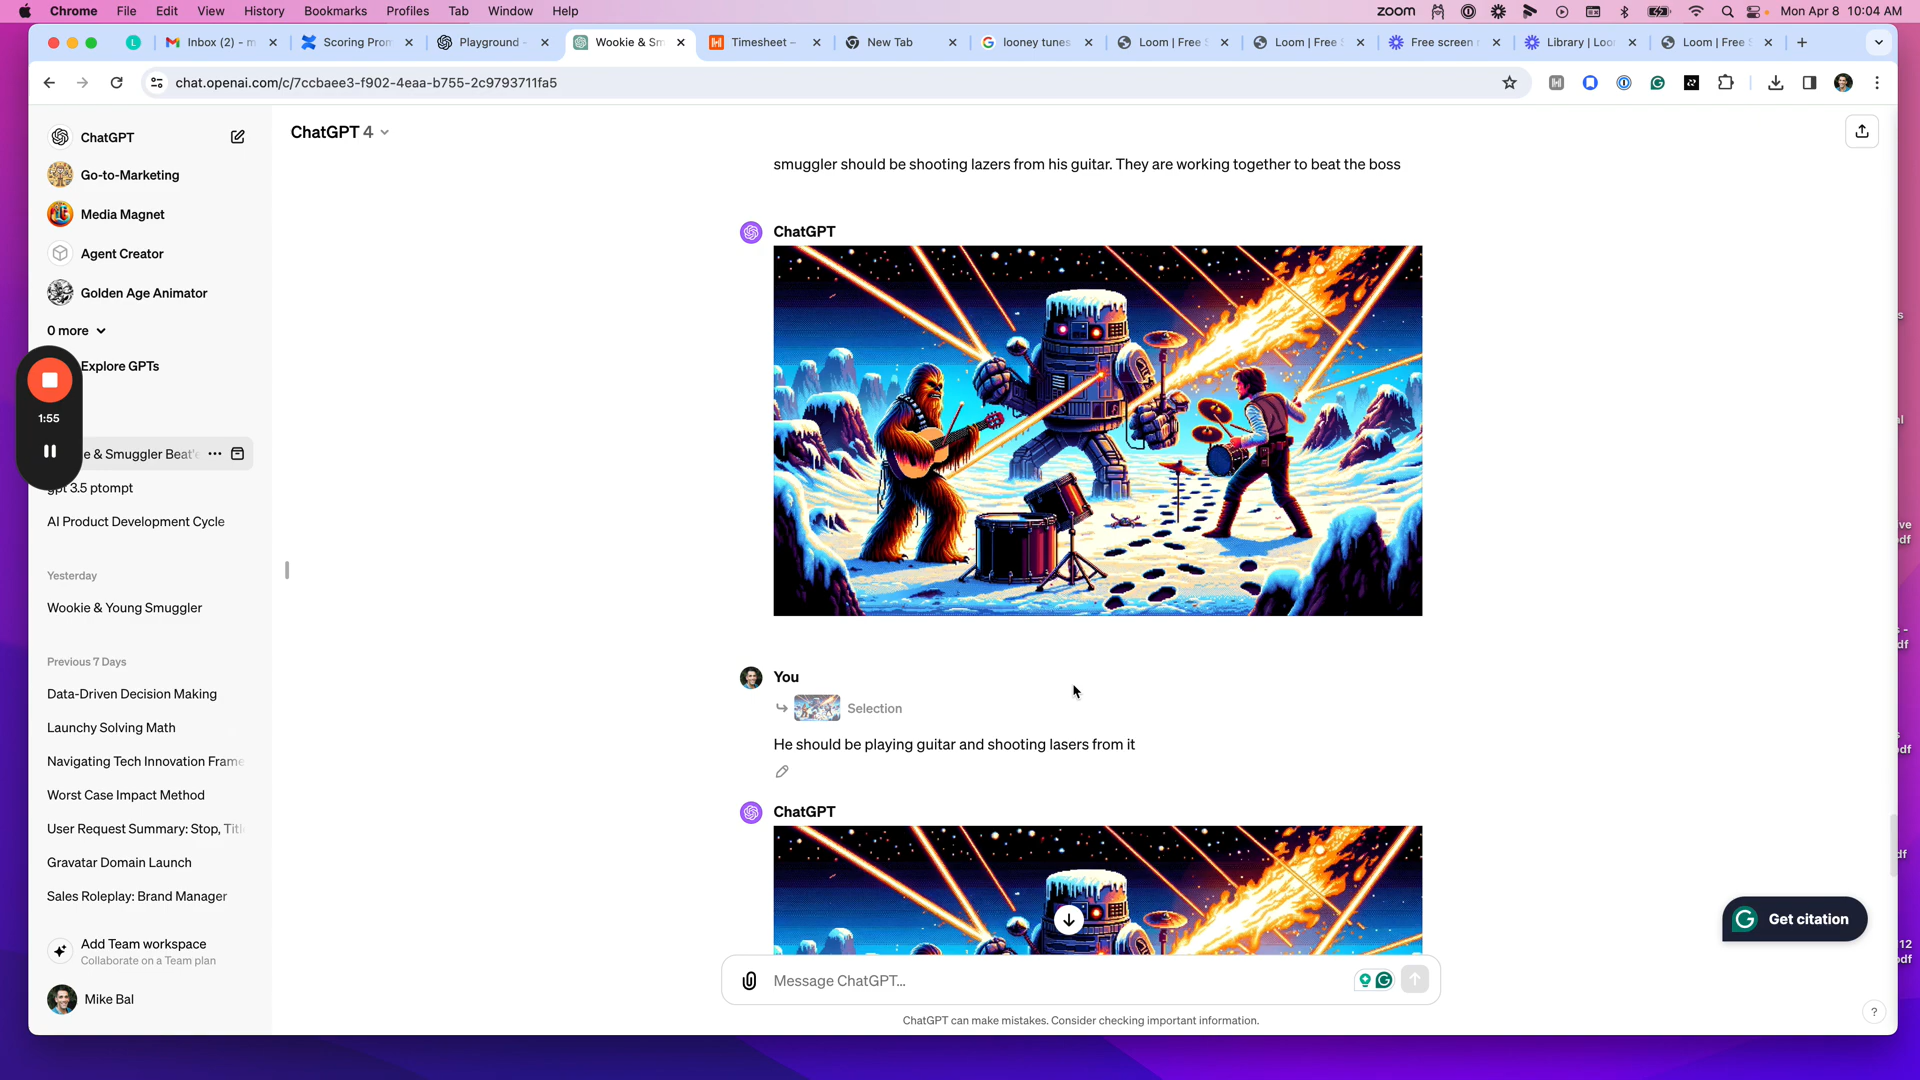 Chrome File Edit View History Bookmarks Profiles Tab Window Help
zoom
Mon Apr 8 10:04 AM
L
Inbox (2) - m
Scoring Pron
Playground -
Wookie & Sm
Timesheet –
New Tab
looney tunes
Loom | Free S
Loom | Free S
Free screen r
Library | Loo
Loom | Free S
chat.openai.com/c/7ccbaee3-f902-4eaa-b755-2c9793711fa5
ChatGPT
Go-to-Marketing
Media Magnet
Agent Creator
Golden Age Animator
0 more
Explore GPTs
1:55
e & Smuggler Beat'e
gpt 3.5 ptompt
AI Product Development Cycle
Yesterday
Wookie & Young Smuggler
Previous 7 Days
Data-Driven Decision Making
Launchy Solving Math
Navigating Tech Innovation Frame
Worst Case Impact Method
User Request Summary: Stop, Titl
Gravatar Domain Launch
Sales Roleplay: Brand Manager
Add Team workspace
Collaborate on a Team plan
Mike Bal
ChatGPT 4
smuggler should be shooting lazers from his guitar. They are working together to beat the boss
ChatGPT
You
Selection
He should be playing guitar and shooting lasers from it
ChatGPT
Get citation
Message ChatGPT...
ChatGPT can make mistakes. Consider checking important information.
?